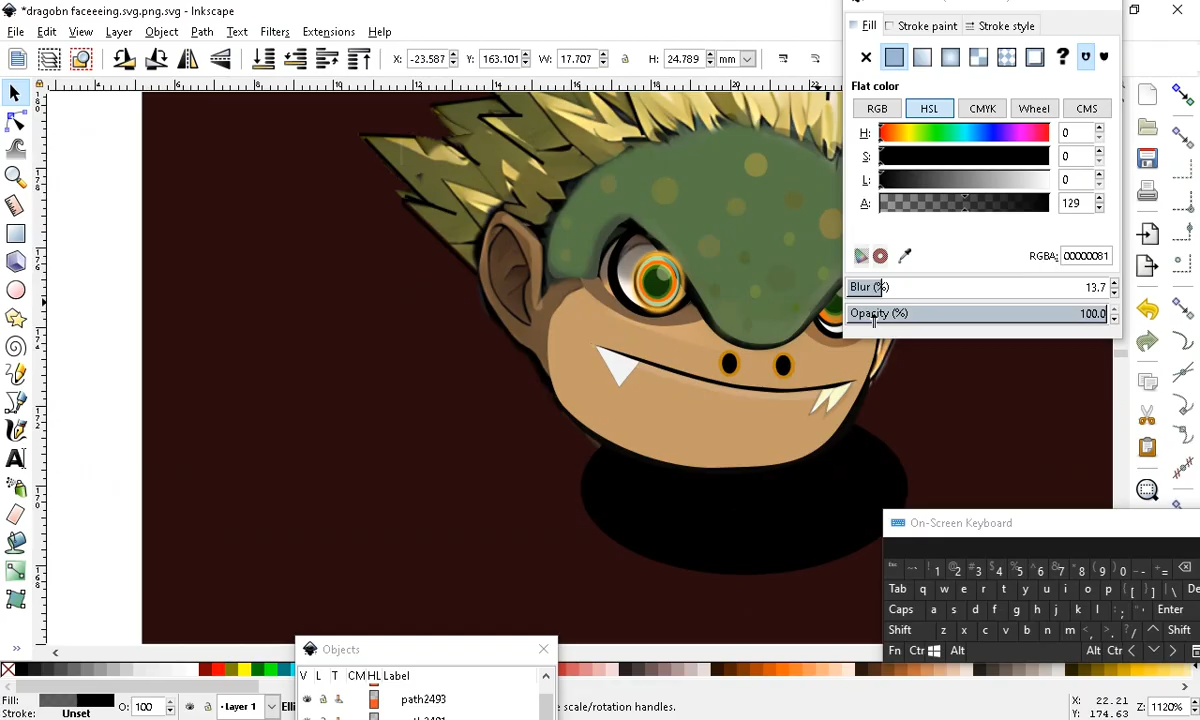 *dragobn faceeeing.svg.png.svg - Inkscape
File Edit View Layer Object Path Text Filters Extensions Help
X: -23.587 Y: 163.101 W: 17.707 H: 24.789 mm
Fill Stroke paint Stroke style
Flat color
RGB HSL CMYK Wheel CMS
H: 0
S: 0
L: 0
A: 129
RGBA: 00000081
Blur (%) 13.7
Opacity (%) 100.0
On-Screen Keyboard
Tab q w e r t y u i o p { [ } ] | \ De
Caps a s d f g h j k l : ; " ' Enter
Shift z x c v b n m < , > . ? / Shift
Fn Ctr Alt Alt Ctr
Objects
V L T CM HL Label
path2493
Fill:
Stroke: Unset
O: 100
Layer 1
Elli
e scale/rotation handles.
X: 22.21
Y: 174.63
Z: 1120%